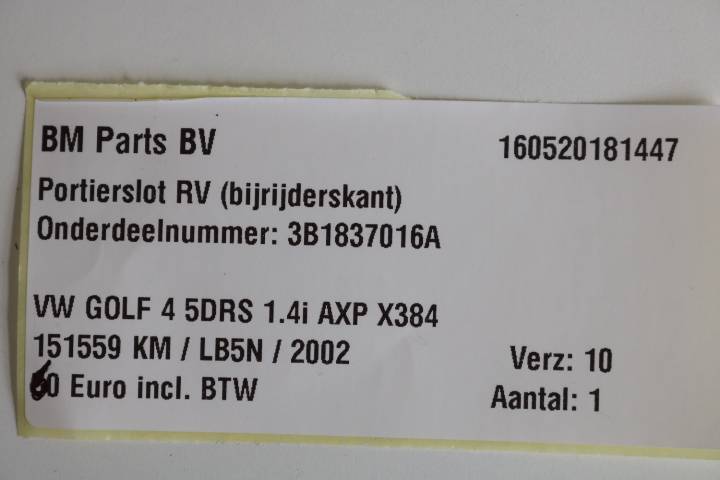 BM Parts BV 160520181447
Portierslot RV (bijrijderskant)
Onderdeelnummer: 3B1837016A
VW GOLF 4 5DRS 1.4i AXP X384
151559 KM / LB5N / 2002 Verz: 10
Euro incl. BTW Aantal: 1